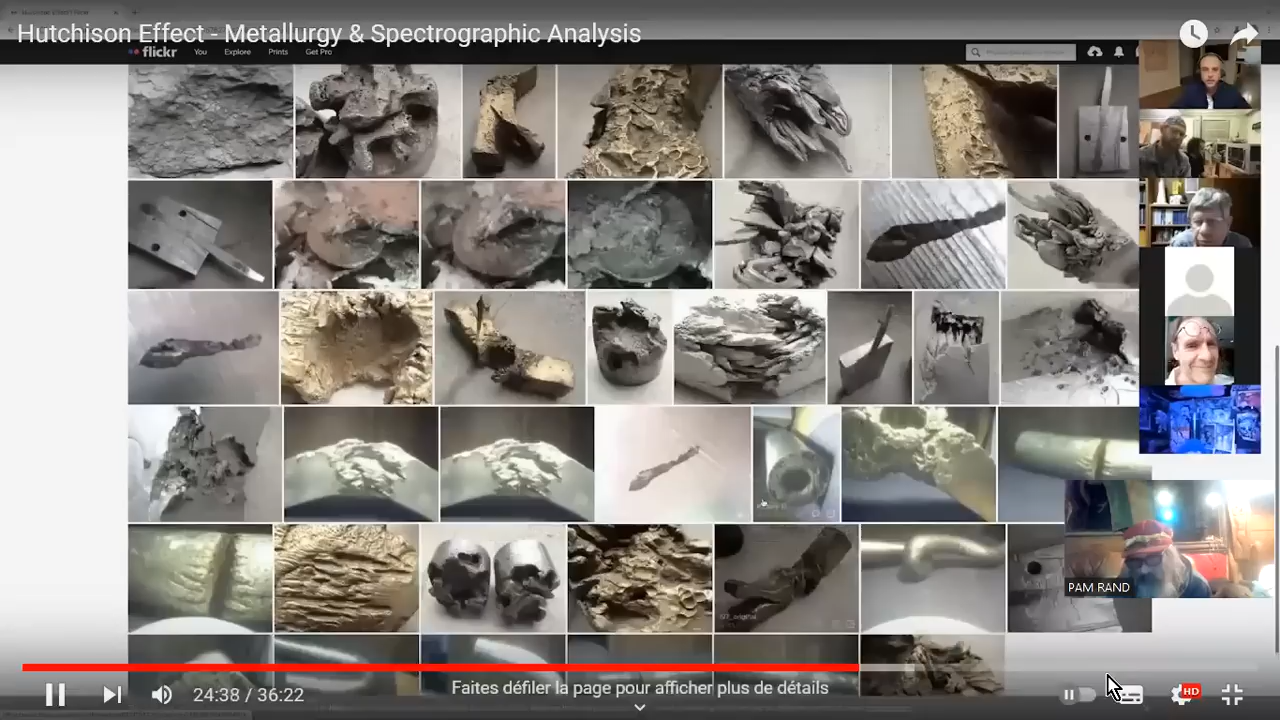 Hutchison Effect - Metallurgy & Spectrographic Analysis
flickr You Explore Prints Get Pro
PAM RAND
24:38 / 36:22
Faites défiler la page pour afficher plus de détails
HD